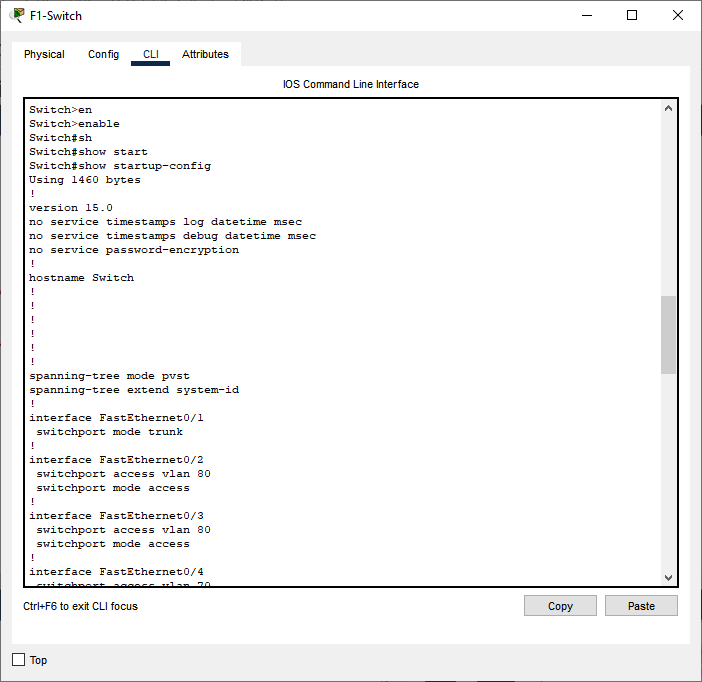 F1-Switch
Physical Config CLI Attributes
IOS Command Line Interface
Switch>en
Switch>enable
Switch#sh
Switch#show start
Switch#show startup-config
Using 1460 bytes
!
version 15.0
no service timestamps log datetime msec
no service timestamps debug datetime msec
no service password-encryption
!
hostname Switch
!
!
!
!
!
!
spanning-tree mode pvst
spanning-tree extend system-id
!
interface FastEthernet0/1
switchport mode trunk
!
interface FastEthernet0/2
switchport access vlan 80
switchport mode access
!
interface FastEthernet0/3
switchport access vlan 80
switchport mode access
!
interface FastEthernet0/4
switchport access vlan 70
Ctrl+F6 to exit CLI focus
Copy Paste
Top